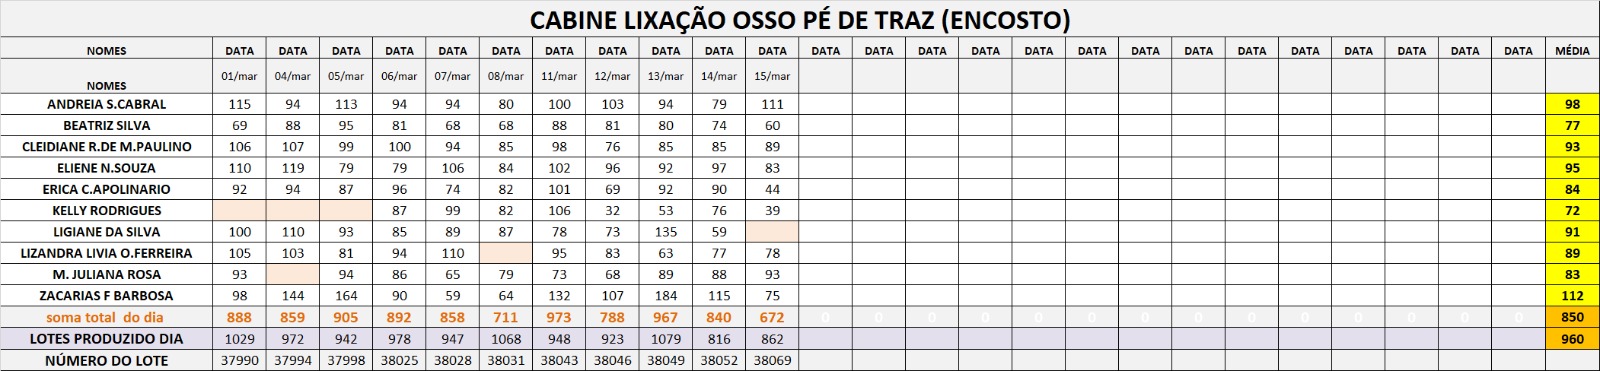 CABINE LIXAÇÃO OSSO PÉ DE TRAZ (ENCOSTO)
NOMES DATA DATA DATA DATA DATA DATA DATA DATA DATA DATA DATA DATA DATA DATA DATA DATA DATA DATA DATA DATA DATA DATA DATA DATA DATA MÉDIA
NOMES 01/mar 04/mar 05/mar 06/mar 07/mar 08/mar 11/mar 12/mar 13/mar 14/mar 15/mar
ANDREIA S.CABRAL 115 94 113 94 94 80 100 103 94 79 111 98
BEATRIZ SILVA 69 88 95 81 68 68 88 81 80 74 60 77
CLEIDIANE R.DE M.PAULINO 106 107 99 100 94 85 98 76 85 85 89 93
ELIENE N.SOUZA 110 119 79 79 106 84 102 96 92 97 83 95
ERICA C.APOLINARIO 92 94 87 96 74 82 101 69 92 90 44 84
KELLY RODRIGUES 87 99 82 106 32 53 76 39 72
LIGIANE DA SILVA 100 110 93 85 89 87 78 73 135 59 91
LIZANDRA LIVIA O.FERREIRA 105 103 81 94 110 95 83 63 77 78 89
M. JULIANA ROSA 93 94 86 65 79 73 68 89 88 93 83
ZACARIAS F BARBOSA 98 144 164 90 59 64 132 107 184 115 75 112
soma total do dia 888 859 905 892 858 711 973 788 967 840 672 0 0 0 0 0 0 0 0 0 0 0 0 0 0 850
LOTES PRODUZIDO DIA 1029 972 942 978 947 1068 948 923 1079 816 862 960
NÚMERO DO LOTE 37990 37994 37998 38025 38028 38031 38043 38046 38049 38052 38069